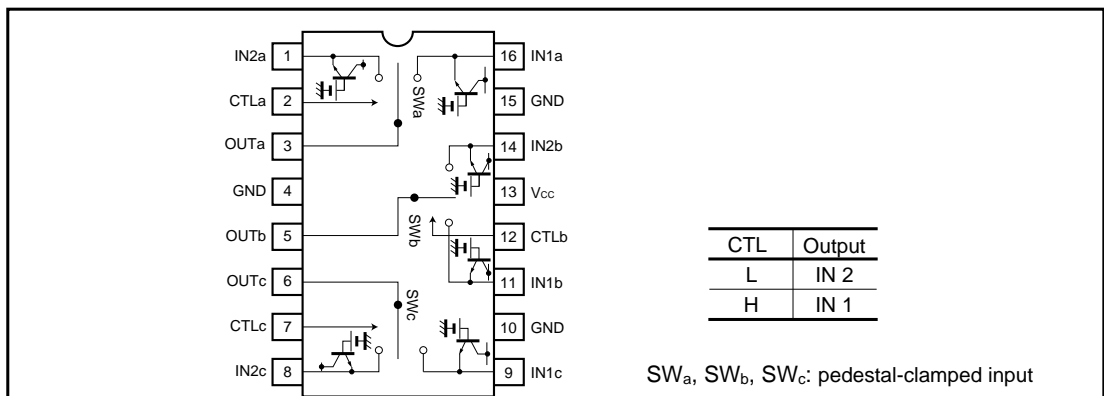 IN2a 1 16 IN1a
CTLa 2 15 GND
OUTa 3 14 IN2b
GND 4 13 Vcc
OUTb 5 12 CTLb
OUTc 6 11 IN1b
CTLc 7 10 GND
IN2c 8 9 IN1c
SWa
SWb
SWc
CTL Output
L IN 2
H IN 1
SWa, SWb, SWc: pedestal-clamped input